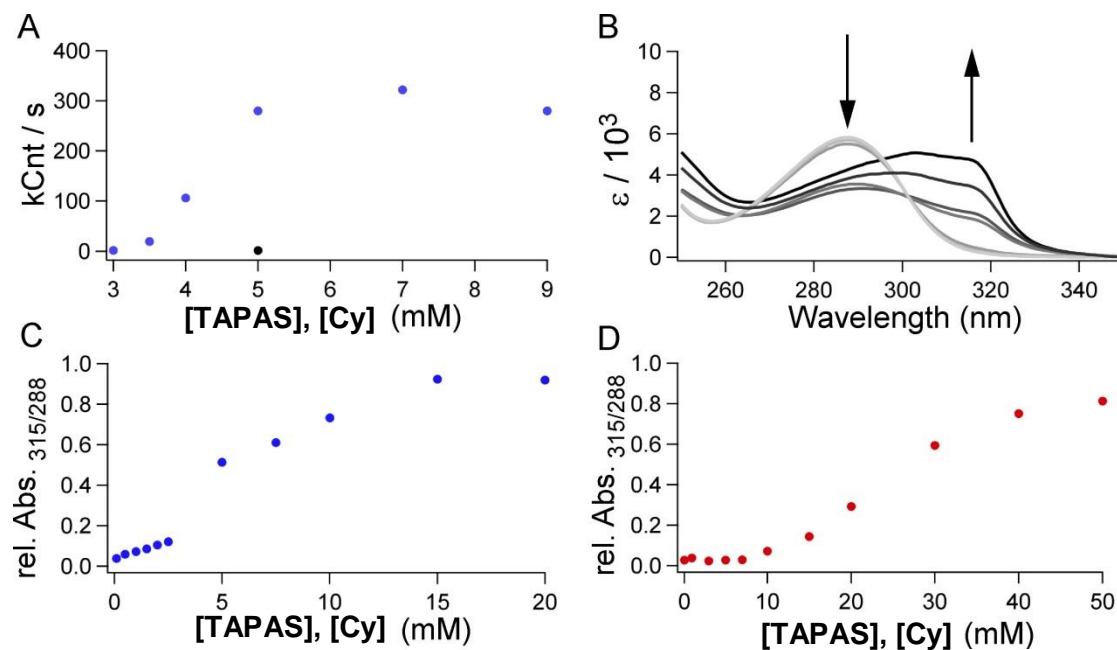 A
400
300
200
100
0
kCnt / s
3 4 5 6 7 8 9
[TAPAS], [Cy] (mM)
B
10
8
6
4
2
0
ε / 10³
260 280 300 320 340
Wavelength (nm)
C
1.0
0.8
0.6
0.4
0.2
0.0
rel. Abs. 315/288
0 5 10 15 20
[TAPAS], [Cy] (mM)
D
1.0
0.8
0.6
0.4
0.2
0.0
rel. Abs. 315/288
0 10 20 30 40 50
[TAPAS], [Cy] (mM)